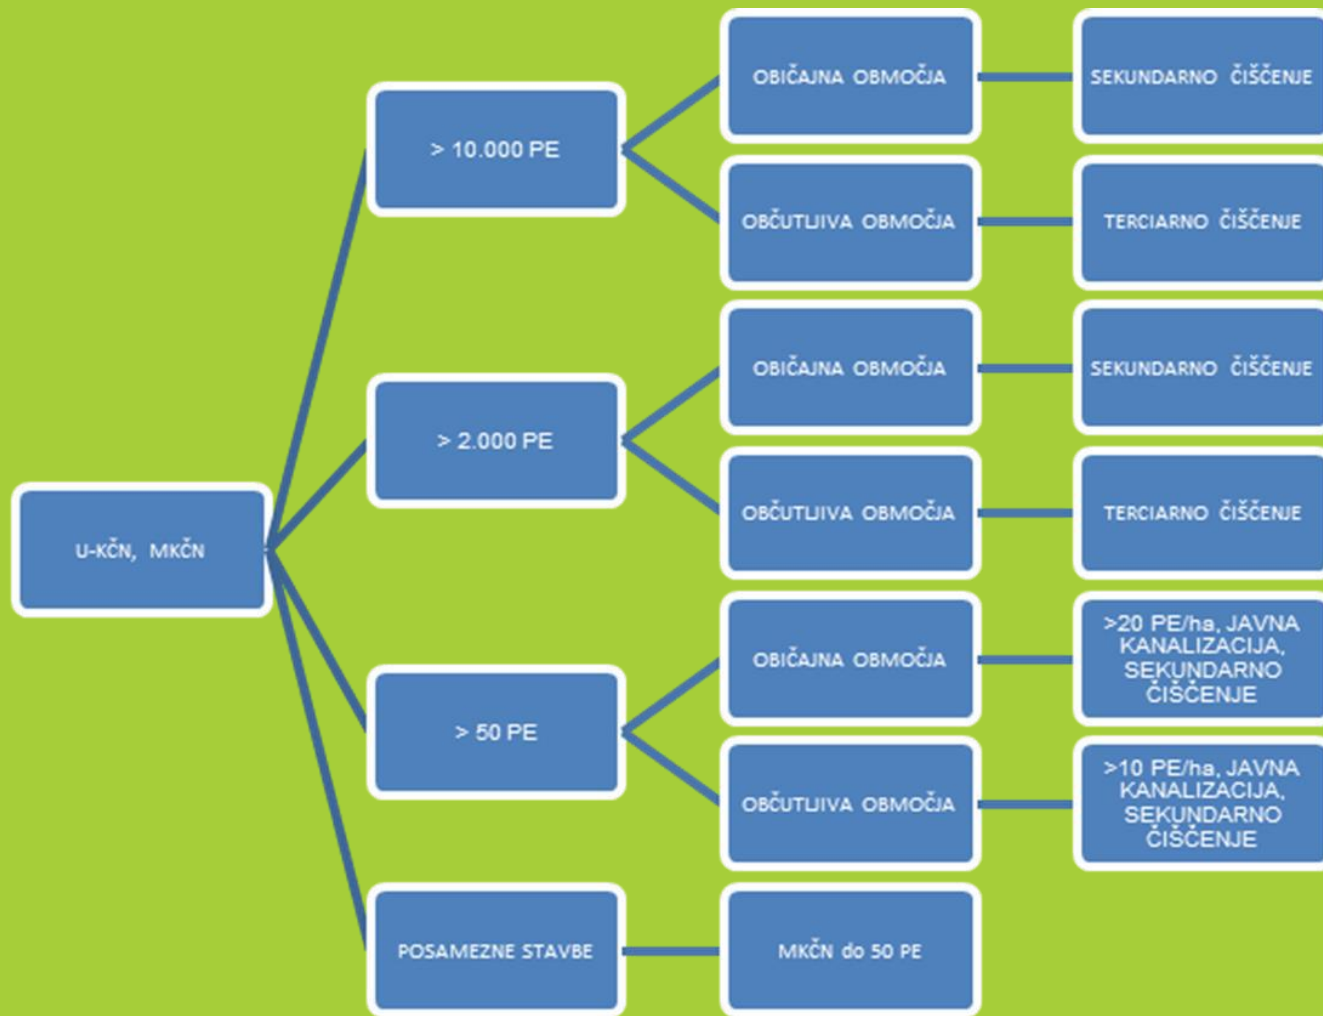 U-KČN, MKČN
> 10.000 PE
OBIČAJNA OBMOČJA
SEKUNDARNO ČIŠČENJE
OBČUTLJIVA OBMOČJA
TERCIARNO ČIŠČENJE
> 2.000 PE
OBIČAJNA OBMOČJA
SEKUNDARNO ČIŠČENJE
OBČUTLJIVA OBMOČJA
TERCIARNO ČIŠČENJE
> 50 PE
OBIČAJNA OBMOČJA
>20 PE/ha, JAVNA
KANALIZACIJA,
SEKUNDARNO
ČIŠČENJE
OBČUTLJIVA OBMOČJA
>10 PE/ha, JAVNA
KANALIZACIJA,
SEKUNDARNO
ČIŠČENJE
POSAMEZNE STAVBE
MKČN do 50 PE